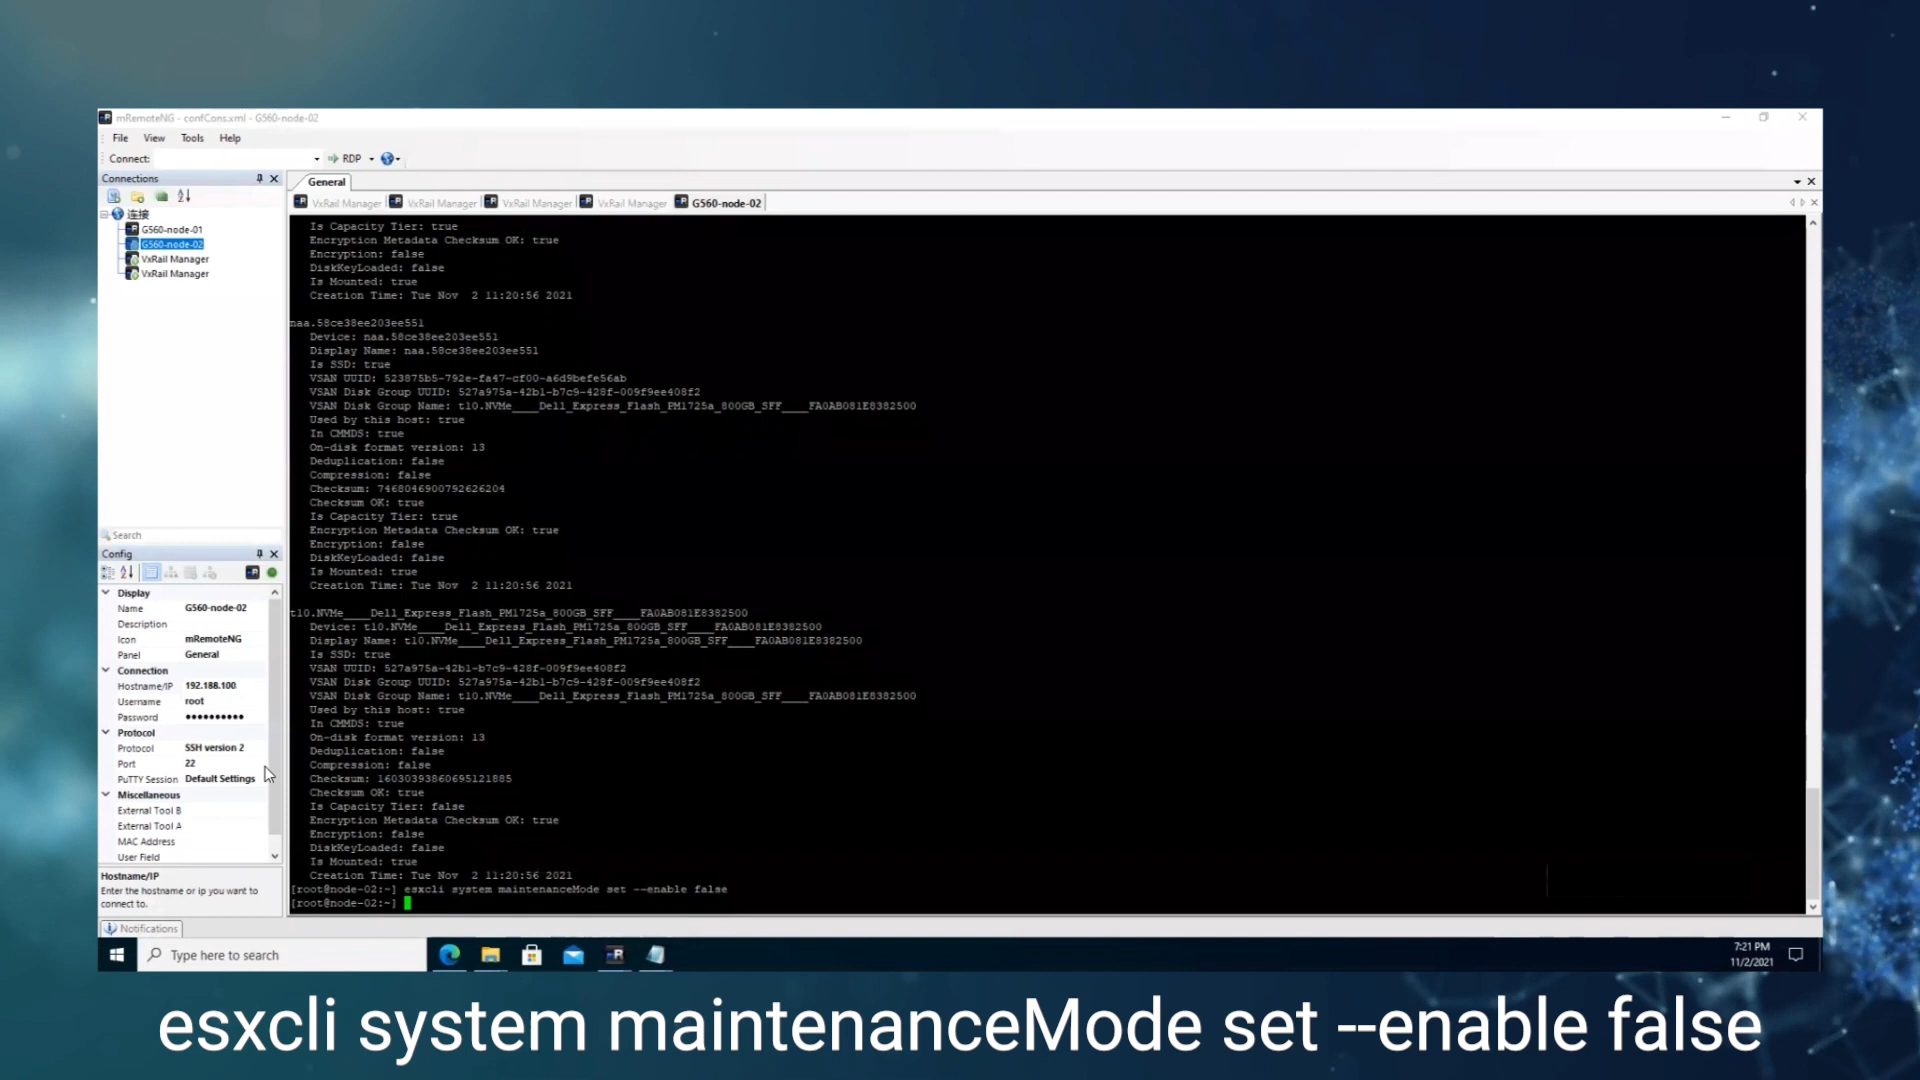 mRemoteNG - confCons.xml - G560-node-02
File View Tools Help
Connect: RDP
Connections
General
VxRail Manager VxRail Manager VxRail Manager VxRail Manager G560-node-02
连接
G560-node-01
G560-node-02
VxRail Manager
VxRail Manager
Search
Config
Display
Name G560-node-02
Description
Icon mRemoteNG
Panel General
Connection
Hostname/IP 192.188.100
Username root
Password ●●●●●●●●●●
Protocol
Protocol SSH version 2
Port 22
PuTTY Session Default Settings
Miscellaneous
External Tool B
External Tool A
MAC Address
User Field
Hostname/IP
Enter the hostname or ip you want to
connect to.
Notifications
Is Capacity Tier: true
Encryption Metadata Checksum OK: true
Encryption: false
DiskKeyLoaded: false
Is Mounted: true
Creation Time: Tue Nov  2 11:20:56 2021
naa.58ce38ee203ee551
Device: naa.58ce38ee203ee551
Display Name: naa.58ce38ee203ee551
Is SSD: true
VSAN UUID: 523875b5-792e-fa47-cf00-a6d9befe56ab
VSAN Disk Group UUID: 527a975a-42b1-b7c9-428f-009f9ee408f2
VSAN Disk Group Name: t10.NVMe____Dell_Express_Flash_PM1725a_800GB_SFF____FA0AB081E8382500
Used by this host: true
In CMMDS: true
On-disk format version: 13
Deduplication: false
Compression: false
Checksum: 7468046900792626204
Checksum OK: true
Is Capacity Tier: true
Encryption Metadata Checksum OK: true
Encryption: false
DiskKeyLoaded: false
Is Mounted: true
Creation Time: Tue Nov  2 11:20:56 2021
t10.NVMe____Dell_Express_Flash_PM1725a_800GB_SFF____FA0AB081E8382500
Device: t10.NVMe____Dell_Express_Flash_PM1725a_800GB_SFF____FA0AB081E8382500
Display Name: t10.NVMe____Dell_Express_Flash_PM1725a_800GB_SFF____FA0AB081E8382500
Is SSD: true
VSAN UUID: 527a975a-42b1-b7c9-428f-009f9ee408f2
VSAN Disk Group UUID: 527a975a-42b1-b7c9-428f-009f9ee408f2
VSAN Disk Group Name: t10.NVMe____Dell_Express_Flash_PM1725a_800GB_SFF____FA0AB081E8382500
Used by this host: true
In CMMDS: true
On-disk format version: 13
Deduplication: false
Compression: false
Checksum: 16030393860695121885
Checksum OK: true
Is Capacity Tier: false
Encryption Metadata Checksum OK: true
Encryption: false
DiskKeyLoaded: false
Is Mounted: true
Creation Time: Tue Nov  2 11:20:56 2021
[root@node-02:~] esxcli system maintenanceMode set --enable false
[root@node-02:~]
Type here to search
7:21 PM
11/2/2021
esxcli system maintenanceMode set --enable false